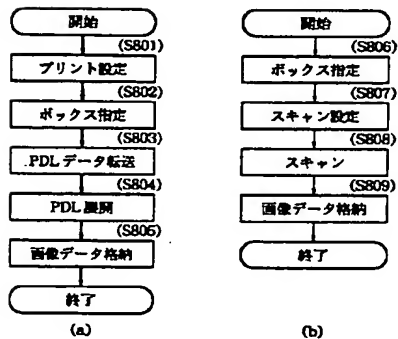 開始
(S801)
プリント設定
(S802)
ボックス指定
(S803)
PDLデータ転送
(S804)
PDL展開
(S805)
画像データ格納
終了
(a)
開始
(S806)
ボックス指定
(S807)
スキャン設定
(S808)
スキャン
(S809)
画像データ格納
終了
(b)